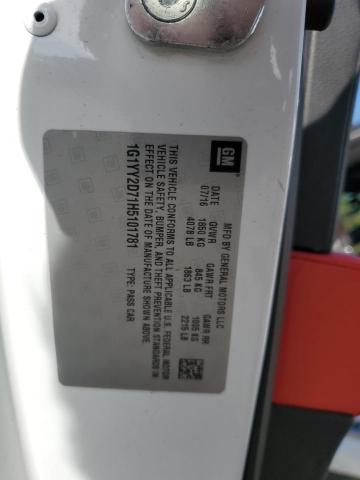 GM
MFD BY GENERAL MOTORS LLC
DATE GVWR GAWR FRT GAWR RR
07/16 1850 KG 845 KG 1005 KG
4078 LB 1863 LB 2215 LB
THIS VEHICLE CONFORMS TO ALL APPLICABLE U.S. FEDERAL MOTOR
VEHICLE SAFETY, BUMPER, AND THEFT PREVENTION STANDARDS IN
EFFECT ON THE DATE OF MANUFACTURE SHOWN ABOVE.
1G1YY2D71H5101781 TYPE: PASS CAR